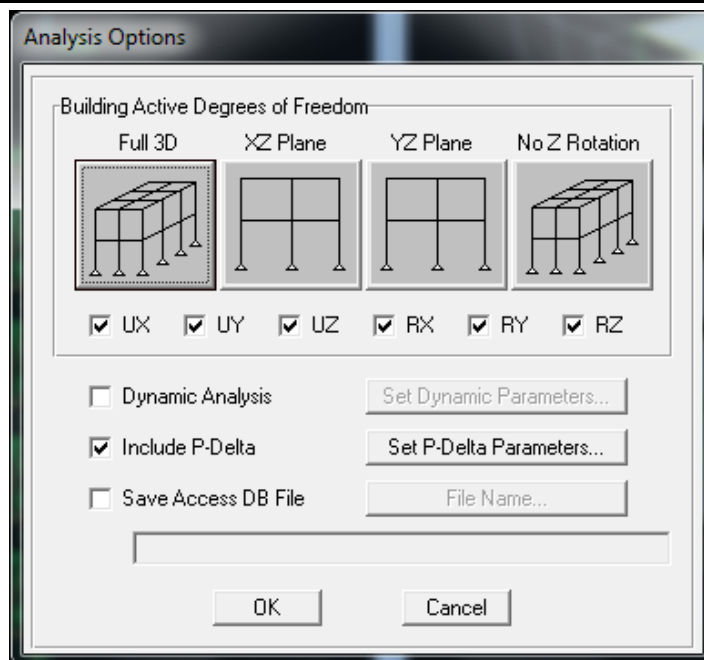 Analysis Options
Building Active Degrees of Freedom
Full 3D XZ Plane YZ Plane No Z Rotation
UX UY UZ RX RY RZ
Dynamic Analysis Set Dynamic Parameters...
Include P-Delta Set P-Delta Parameters...
Save Access DB File File Name...
OK Cancel